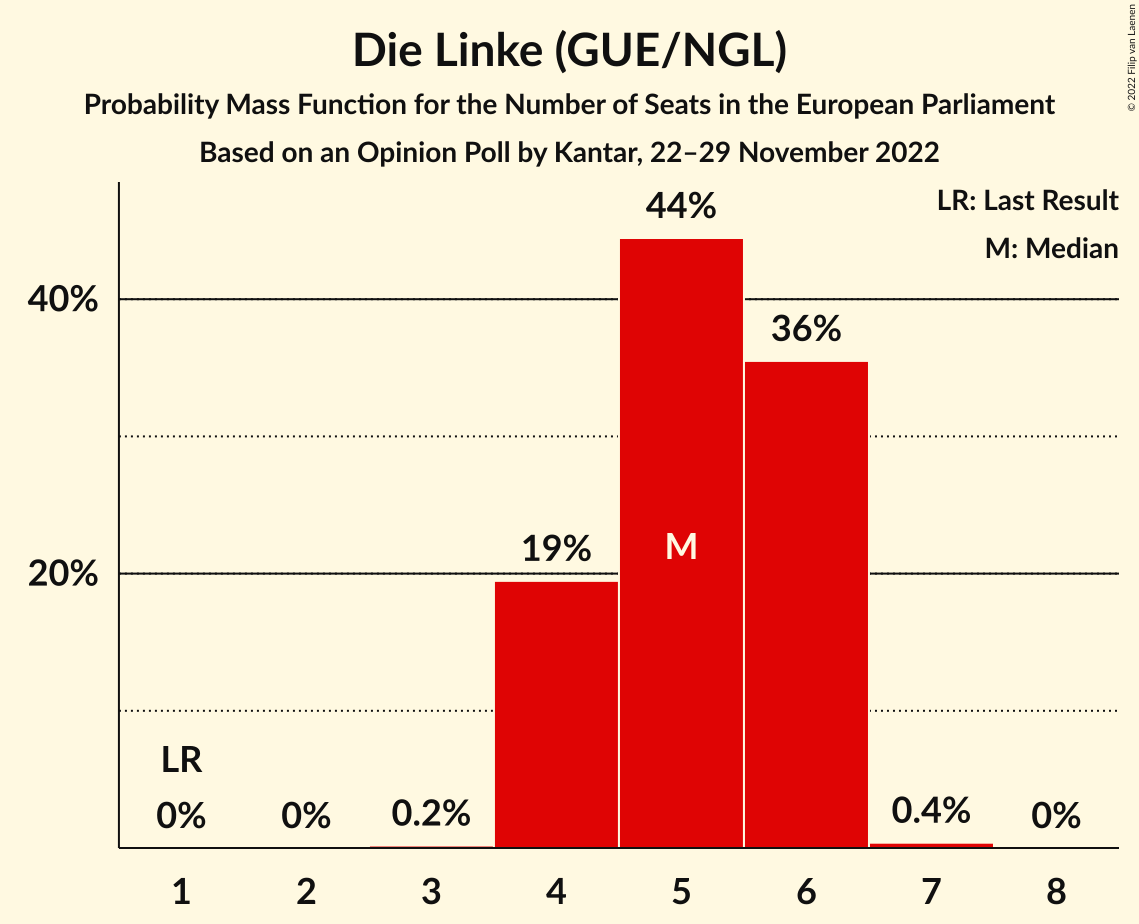 Die Linke (GUE/NGL)
Probability Mass Function for the Number of Seats in the European Parliament
Based on an Opinion Poll by Kantar, 22–29 November 2022
© 2022 Filip van Laenen
LR: Last Result
M: Median
44%
40%
36%
19%
M
20%
LR
0%
0%
0.2%
0.4%
0%
1
2
3
4
5
6
7
8